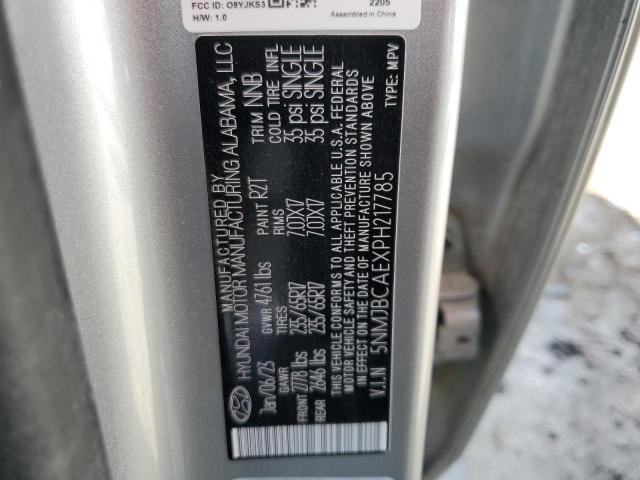 FCC ID: O9YJKS3
H/W: 1.0
2205
Assembled in China
MANUFACTURED BY
HYUNDAI MOTOR MANUFACTURING ALABAMA, LLC
Jan/06/23 GVWR 4761 lbs PAINT R2T TRIM NNB
GAWR TIRES RIMS COLD TIRE INFL
FRONT 2778 lbs 235/65R17 7.0JX17 35 psi SINGLE
REAR 2646 lbs 235/65R17 7.0JX17 35 psi SINGLE
THIS VEHICLE CONFORMS TO ALL APPLICABLE U.S.A. FEDERAL
MOTOR VEHICLE SAFETY AND THEFT PREVENTION STANDARDS
IN EFFECT ON THE DATE OF MANUFACTURE SHOWN ABOVE
V.I.N 5NMJBCAEXPH217785 TYPE: MPV